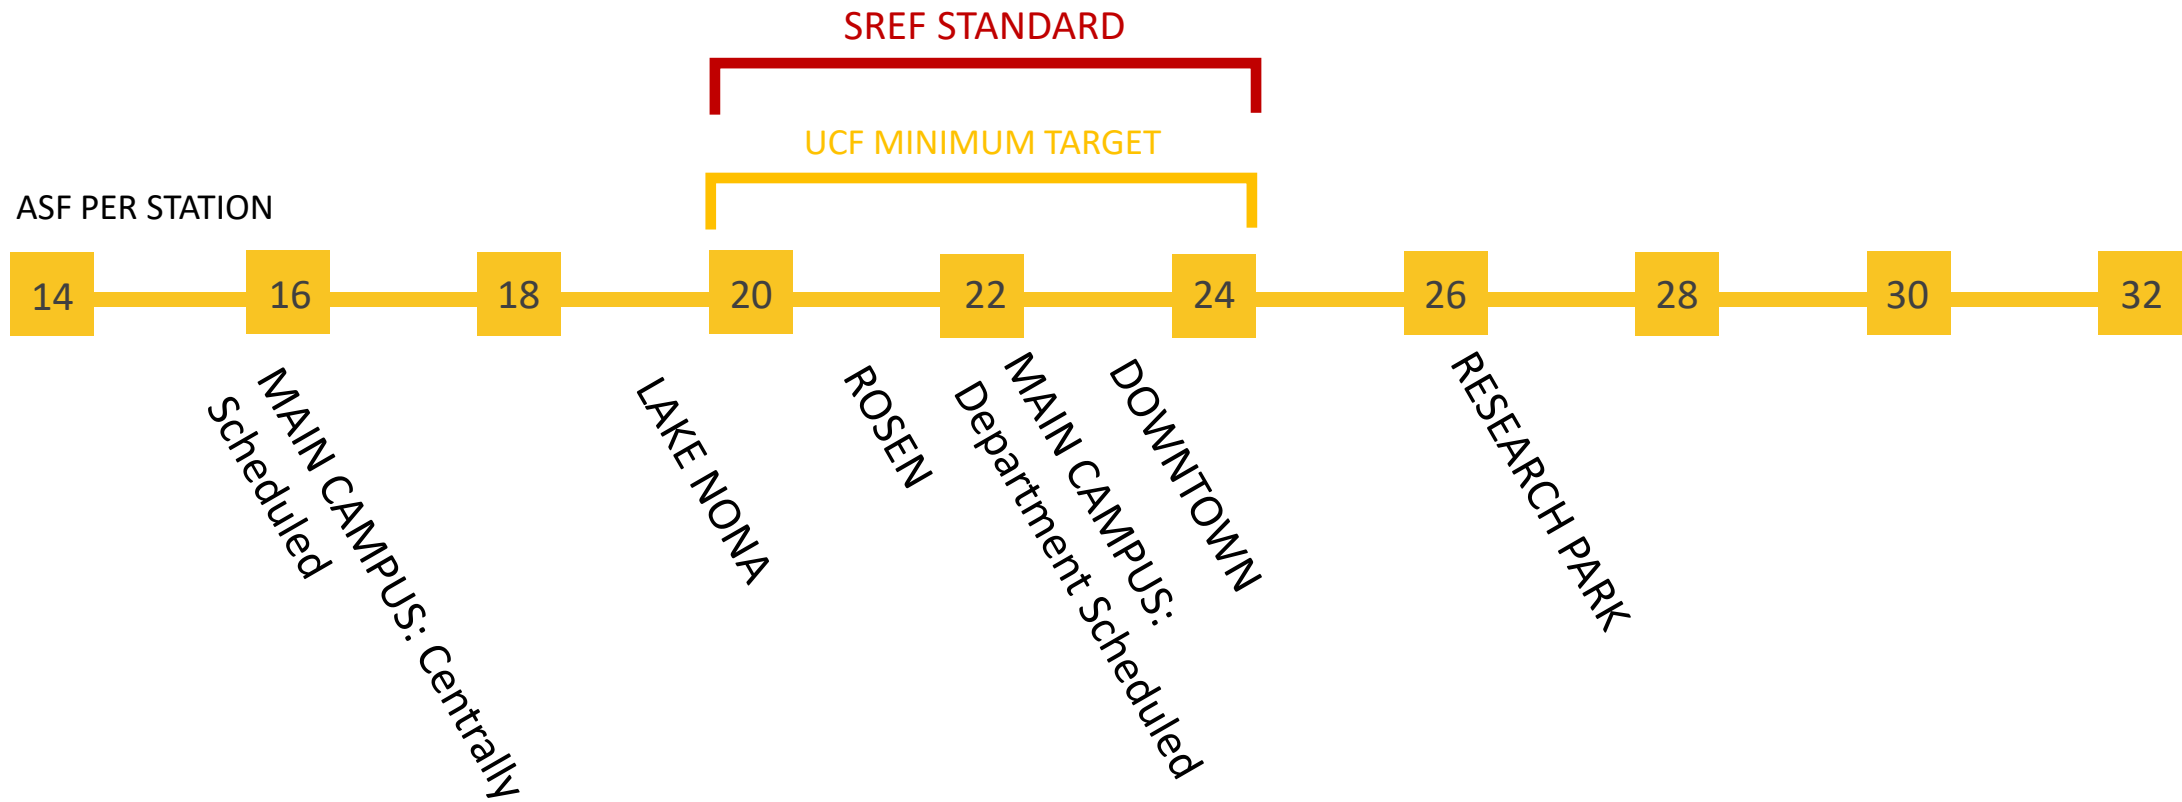 SREF STANDARD
UCF MINIMUM TARGET
ASF PER STATION
14
16
18
20
22
24
26
28
30
32
MAIN CAMPUS: Centrally
Scheduled
LAKE NONA
ROSEN
MAIN CAMPUS:
Department Scheduled
DOWNTOWN
RESEARCH PARK